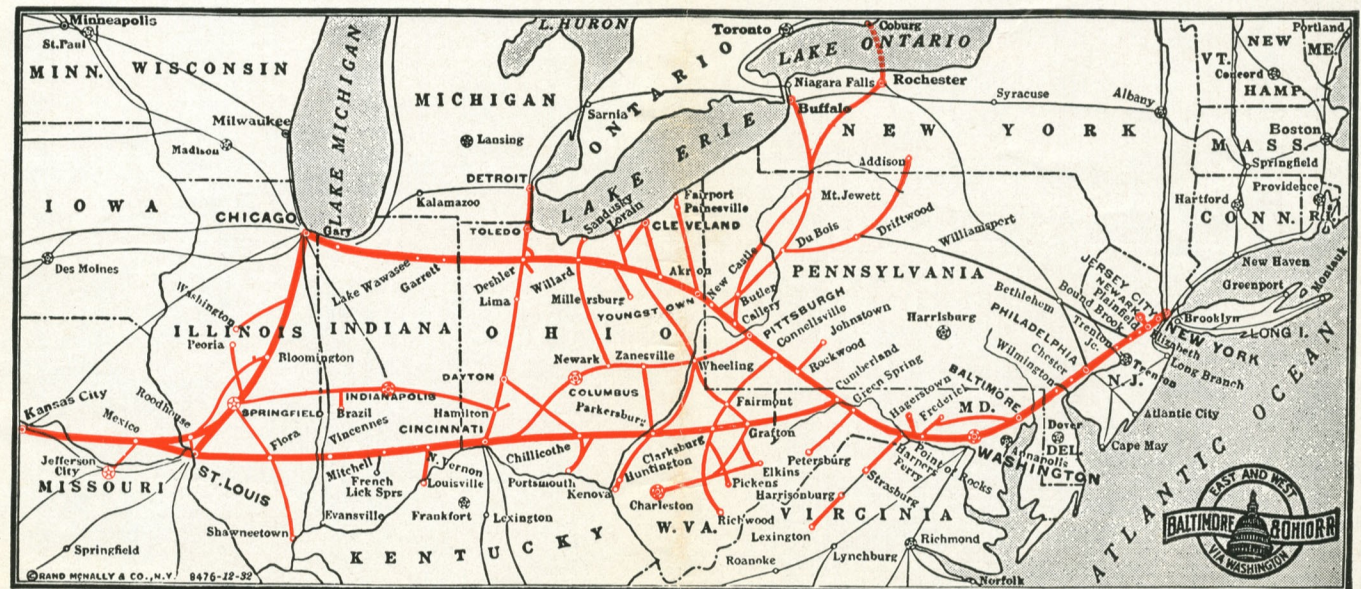 Minneapolis
St.Paul
MINN.
WISCONSIN
Milwaukee
Madison
LAKE MICHIGAN
MICHIGAN
Lansing
L. HURON
ONTARIO
Sarnia
Toronto
LAKE ONTARIO
Coburg
Niagara Falls
Rochester
Buffalo
Syracuse
Albany
NEW YORK
VT.
NEW HAMP.
Concord
Portland
ME.
Boston
MASS.
Springfield
Providence
Hartford
CONN.
R.I.
New Haven
Greenport
Montauk
IOWA
CHICAGO
Gary
Kalamazoo
DETROIT
TOLEDO
LAKE ERIE
Sandusky
Lorain
Fairport
Painesville
CLEVELAND
Addison
Mt.Jewett
Driftwood
Du Bois
Williamsport
PENNSYLVANIA
Des Moines
Lake Wawasee
Garrett
Deshler
Lima
Willard
Millersburg
Akron
YOUNGSTOWN
New Castle
Butler
Callery
PITTSBURGH
Connellsville
Johnstown
Rockwood
Harrisburg
Bethlehem
JERSEY CITY
NEWARK
Plainfield
Bound Brook
Trenton Jc.
Elizabeth
NEW YORK
Brooklyn
LONG I.
Long Branch
Trenton
N.J.
PHILADELPHIA
Chester
Wilmington
Atlantic City
Cape May
Washington
ILLINOIS
Peoria
Bloomington
INDIANA
OHIO
Newark
Zanesville
Wheeling
Cumberland
Green Spring
Hagerstown
Frederick
BALTIMORE
MD.
Dover
DEL.
Annapolis
WASHINGTON
DAYTON
COLUMBUS
INDIANAPOLIS
Brazil
SPRINGFIELD
Hamilton
CINCINNATI
Parkersburg
Fairmont
Grafton
Kansas City
Mexico
Roodhouse
Flora
Vincennes
Mitchell
French Lick Sprs
N. Vernon
Louisville
Chillicothe
Clarksburg
Huntington
Portsmouth
Kenova
Charleston
Elkins
Pickens
Richwood
W. VA.
Petersburg
Harrisonburg
Lexington
Strasburg
Harpers Ferry
Point of Rocks
VIRGINIA
Jefferson City
MISSOURI
ST. LOUIS
Shawneetown
Evansville
Frankfort
Lexington
KENTUCKY
Springfield
Roanoke
Lynchburg
Richmond
Norfolk
ATLANTIC OCEAN
EAST AND WEST
BALTIMORE & OHIO R-R
VIA WASHINGTON
© RAND MCNALLY & CO., N.Y. 8476-12-32